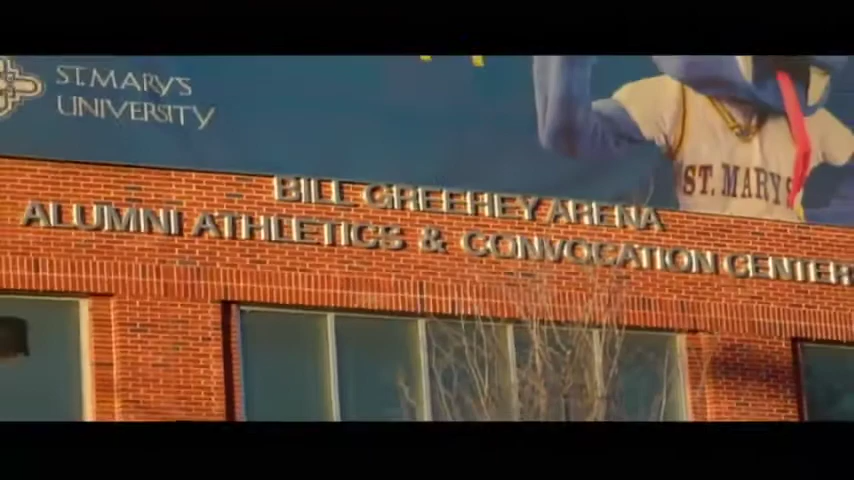 ST. MARY'S
UNIVERSITY
ST. MARY'S
BILL GREEHEY ARENA
ALUMNI ATHLETICS & CONVOCATION CENTER